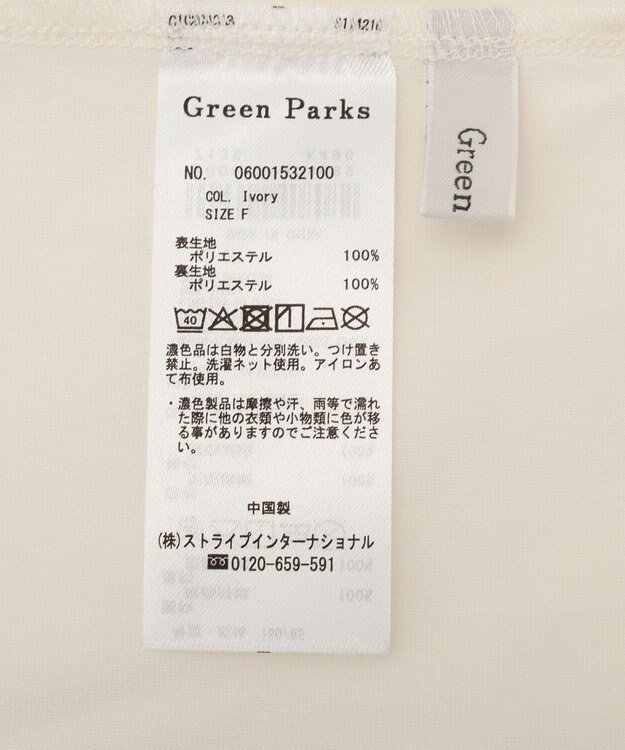 Green Parks
Green
NO. 06001532100
COL. Ivory
SIZE F
表生地
ポリエステル 100%
裏生地
ポリエステル 100%
40
濃色品は白物と分別洗い。つけ置き
禁止。洗濯ネット使用。アイロンあ
て布使用。
・濃色製品は摩擦や汗、雨等で濡れ
た際に他の衣類や小物類に色が移
る事がありますのでご注意くださ
い。
中国製
(株)ストライプインターナショナル
0120-659-591